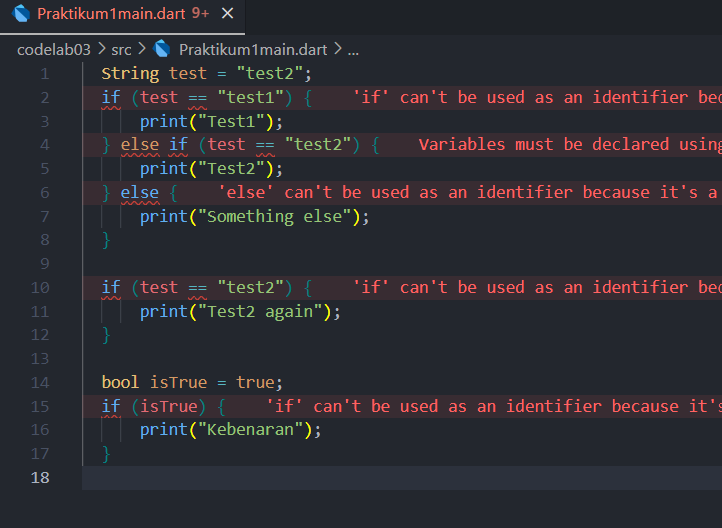 Praktikum1main.dart 9+
codelab03 > src > Praktikum1main.dart > ...
1 String test = "test2";
2 if (test == "test1") { 'if' can't be used as an identifier bec
3 print("Test1");
4 } else if (test == "test2") { Variables must be declared using
5 print("Test2");
6 } else { 'else' can't be used as an identifier because it's a
7 print("Something else");
8 }
9
10 if (test == "test2") { 'if' can't be used as an identifier bec
11 print("Test2 again");
12 }
13
14 bool isTrue = true;
15 if (isTrue) { 'if' can't be used as an identifier because it's
16 print("Kebenaran");
17 }
18